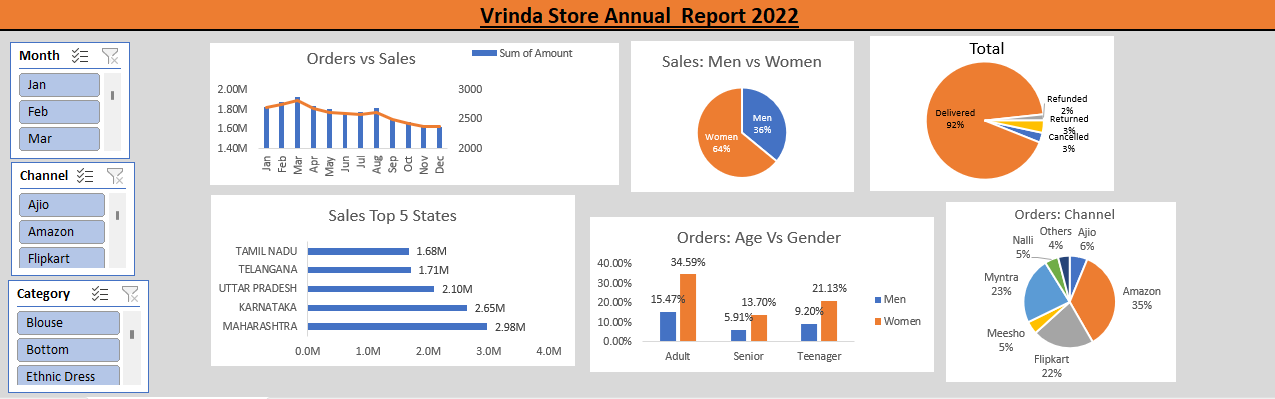 Vrinda Store Annual  Report 2022
Month
Jan
Feb
Mar
Channel
Ajio
Amazon
Flipkart
Category
Blouse
Bottom
Ethnic Dress
Orders vs Sales
Sum of Amount
2.00M
1.80M
1.60M
1.40M
3000
2500
2000
Jan
Feb
Mar
Apr
May
Jun
Jul
Aug
Sep
Oct
Nov
Dec
Sales: Men vs Women
Men
36%
Women
64%
Total
Delivered
92%
Refunded
2%
Returned
3%
Cancelled
3%
Sales Top 5 States
TAMIL NADU
1.68M
TELANGANA
1.71M
UTTAR PRADESH
2.10M
KARNATAKA
2.65M
MAHARASHTRA
2.98M
0.0M
1.0M
2.0M
3.0M
4.0M
Orders: Age Vs Gender
40.00%
30.00%
20.00%
10.00%
0.00%
15.47%
34.59%
5.91%
13.70%
9.20%
21.13%
Adult
Senior
Teenager
Men
Women
Orders: Channel
Ajio
6%
Amazon
35%
Flipkart
22%
Meesho
5%
Myntra
23%
Nalli
5%
Others
4%